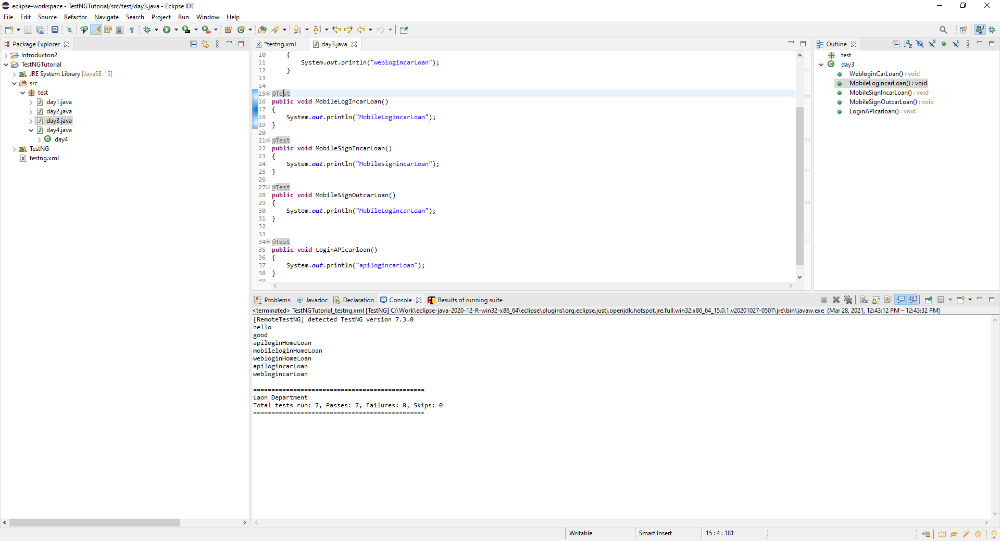 eclipse-workspace - TestNGTutorial/src/test/day3.java - Eclipse IDE
File Edit Source Refactor Navigate Search Project Run Window Help
Package Explorer
Introducton2
TestNGTutorial
JRE System Library [JavaSE-15]
src
test
day1.java
day2.java
day3.java
day4.java
day4
TestNG
testng.xml
*testng.xml day3.java
10 {
11 System.out.println("weblogincarLoan");
12 }
13
14
15 @Test
16 public void MobileLogIncarLoan()
17 {
18 System.out.println("MobileLogincarLoan");
19 }
20
21 @Test
22 public void MobileSignIncarLoan()
23 {
24 System.out.println("MobilesignincarLoan");
25 }
26
27 @Test
28 public void MobileSignOutcarLoan()
29 {
30 System.out.println("MobileLogincarLoan");
31 }
32
33
34 @Test
35 public void LoginAPIcarloan()
36 {
37 System.out.println("apilogincarLoan");
38 }
39
Outline
test
day3
WebloginCarLoan() : void
MobileLogIncarLoan() : void
MobileSignIncarLoan() : void
MobileSignOutcarLoan() : void
LoginAPIcarloan() : void
Problems @ Javadoc Declaration Console Results of running suite
<terminated> TestNGTutorial_testng.xml [TestNG] C:\Work\eclipse-java-2020-12-R-win32-x86_64\eclipse\plugins\org.eclipse.justj.openjdk.hotspot.jre.full.win32.x86_64_15.0.1.v20201027-0507\jre\bin\javaw.exe (Mar 28, 2021, 12:43:12 PM – 12:43:32 PM)
[RemoteTestNG] detected TestNG version 7.3.0
hello
good
apiloginHomeLoan
mobileloginHomeLoan
webloginHomeLoan
apilogincarLoan
weblogincarLoan
===============================================
Laon Department
Total tests run: 7, Passes: 7, Failures: 0, Skips: 0
===============================================
Writable Smart Insert 15 : 4 : 181